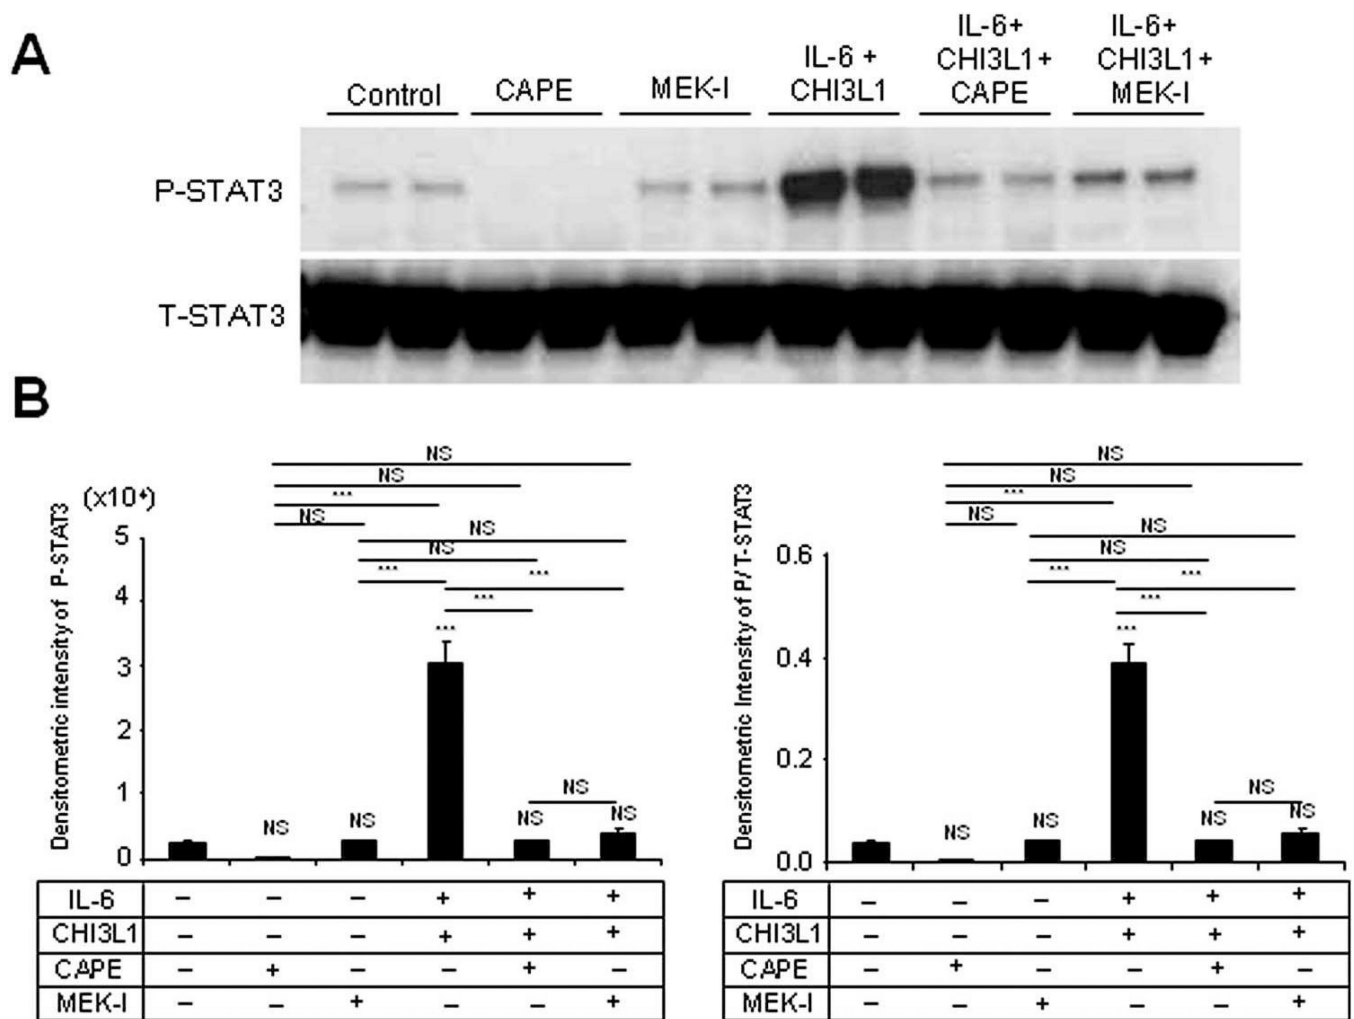 A
Control
CAPE
MEK-I
IL-6 +
CHI3L1
IL-6+
CHI3L1+
CAPE
IL-6+
CHI3L1+
MEK-I
P-STAT3
T-STAT3
B
Densitometric intensity of P-STAT3
(x10⁴)
5
4
3
2
1
0
NS
NS
***
NS
NS
NS
***
***
***
***
NS
NS
NS
NS
NS
IL-6 – – – + + +
CHI3L1 – – – + + +
CAPE – + – – + –
MEK-I – – + – – +
Densitometric Intensity of P/T-STAT3
0.6
0.4
0.2
0.0
NS
NS
***
NS
NS
NS
***
***
***
***
NS
NS
NS
NS
NS
IL-6 – – – + + +
CHI3L1 – – – + + +
CAPE – + – – + –
MEK-I – – + – – +